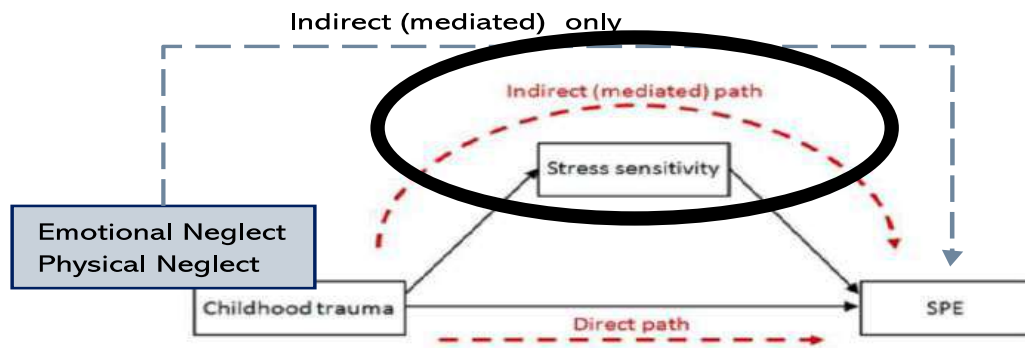 Indirect (mediated) only
Indirect (mediated) path
Stress sensitivity
Emotional Neglect
Physical Neglect
Childhood trauma
SPE
Direct path